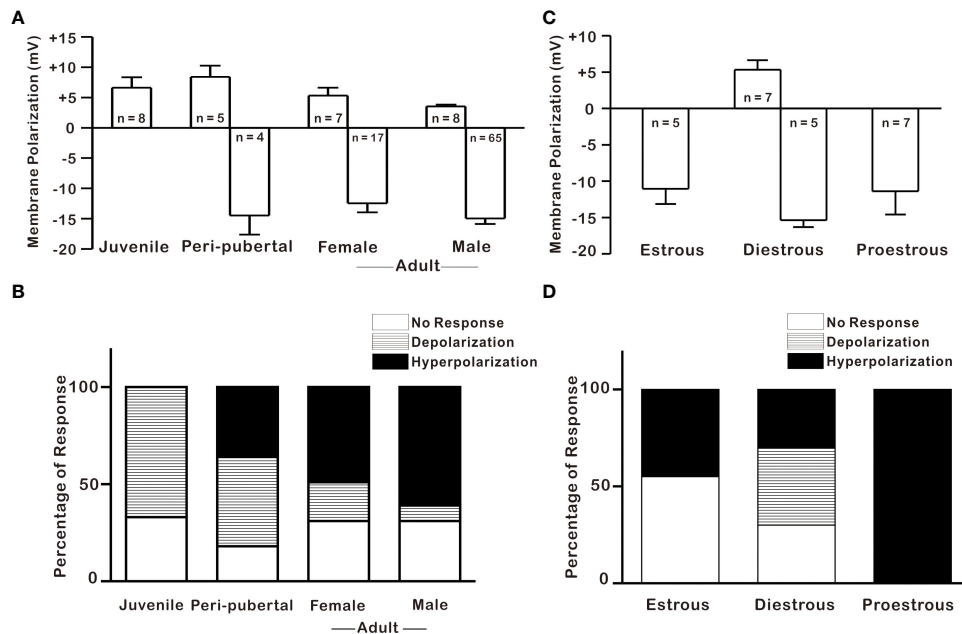 A
Membrane Polarization (mV)
+15
+10
+5
0
-5
-10
-15
-20
n = 8
n = 5
n = 4
n = 7
n = 17
n = 8
n = 65
Juvenile Peri-pubertal Female Male
Adult
C
Membrane Polarization (mV)
+10
+5
0
-5
-10
-15
-20
n = 5
n = 7
n = 5
n = 7
Estrous Diestrous Proestrous
B
No Response
Depolarization
Hyperpolarization
Percentage of Response
100
50
0
Juvenile Peri-pubertal Female Male
Adult
D
No Response
Depolarization
Hyperpolarization
Percentage of Response
100
50
0
Estrous Diestrous Proestrous